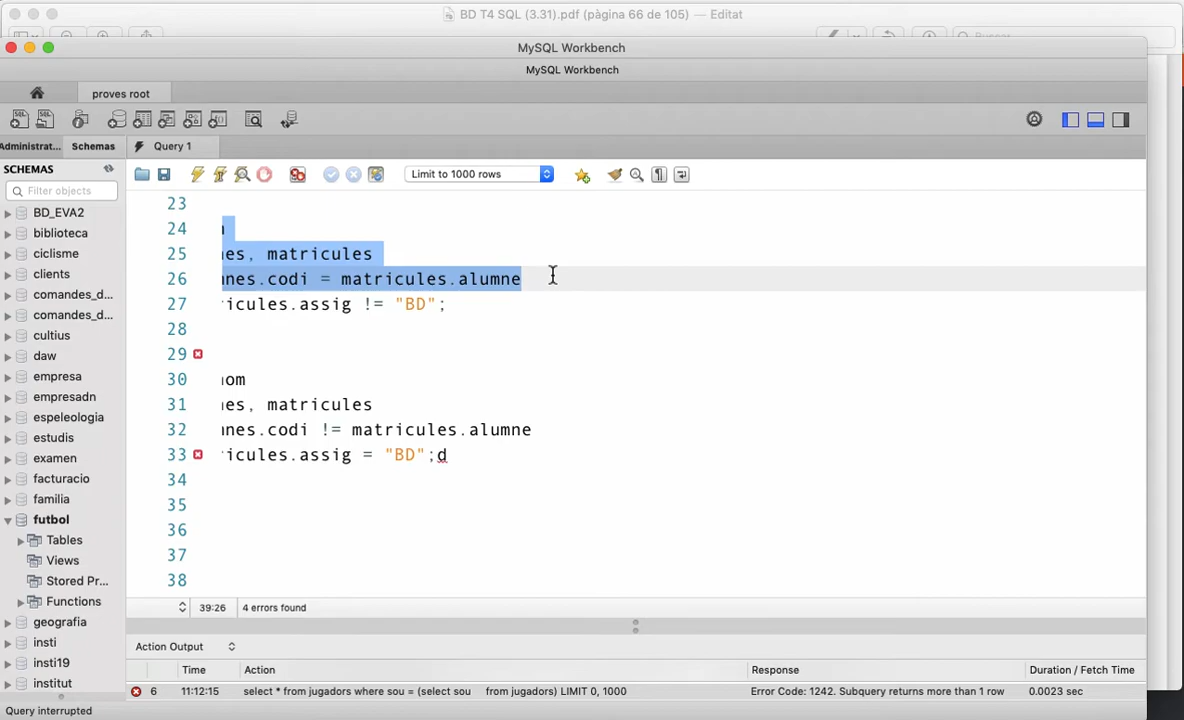 BD T4 SQL (3.31).pdf (pàgina 66 de 105) — Editat
MySQL Workbench
MySQL Workbench
proves root
Administrat... Schemas Query 1
SCHEMAS
Limit to 1000 rows
Filter objects
BD_EVA2
biblioteca
ciclisme
clients
comandes_d...
comandes_d...
cultius
daw
empresa
empresadn
espeleologia
estudis
examen
facturacio
familia
futbol
Tables
Views
Stored Pr...
Functions
geografia
insti
insti19
institut
23
24
25 nes, matricules
26 nnes.codi = matricules.alumne
27 ricules.assig != "BD";
28
29
30 nom
31 nes, matricules
32 nnes.codi != matricules.alumne
33 ricules.assig = "BD";d
34
35
36
37
38
39:26 4 errors found
Action Output
Time Action Response Duration / Fetch Time
6 11:12:15 select * from jugadors where sou = (select sou from jugadors) LIMIT 0, 1000 Error Code: 1242. Subquery returns more than 1 row 0.0023 sec
Query interrupted